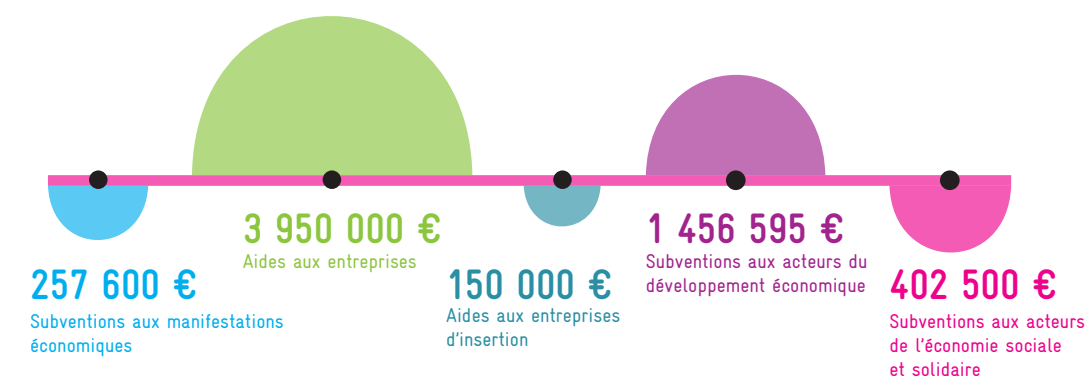 257 600 €
Subventions aux manifestations
économiques
3 950 000 €
Aides aux entreprises
150 000 €
Aides aux entreprises
d'insertion
1 456 595 €
Subventions aux acteurs du
développement économique
402 500 €
Subventions aux acteurs
de l'économie sociale
et solidaire